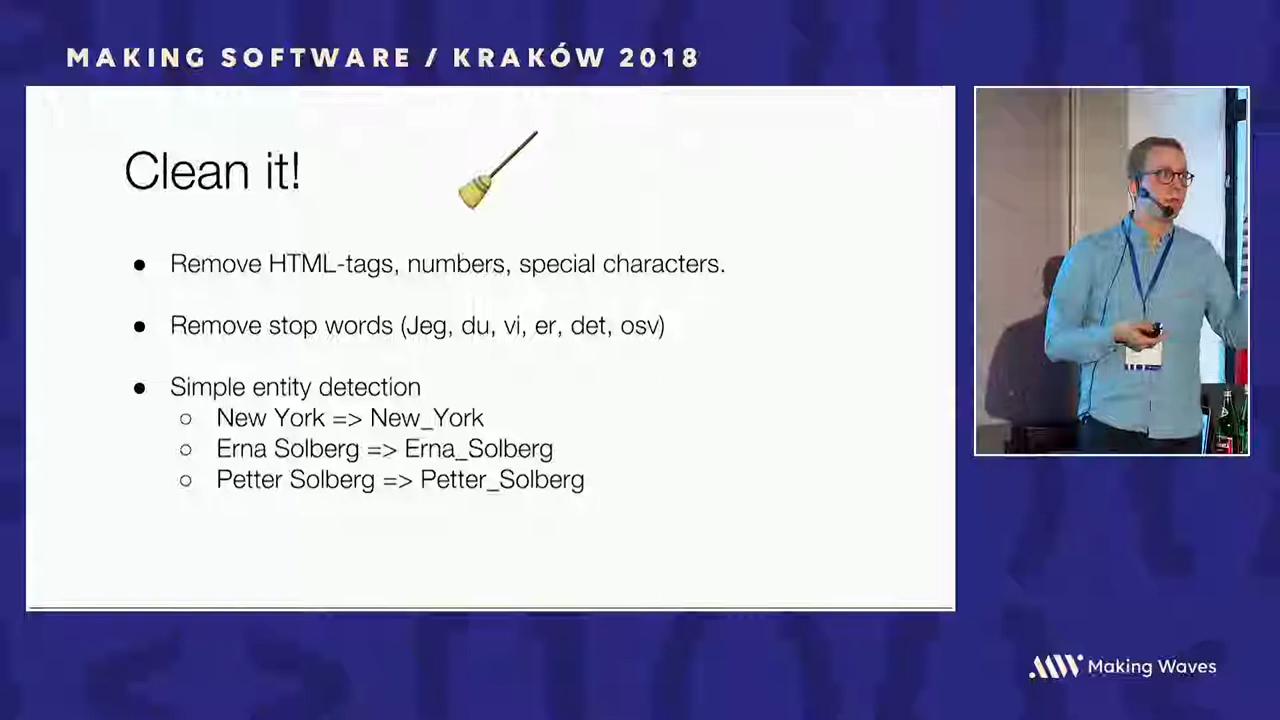 MAKING SOFTWARE / KRAKÓW 2018
Clean it!
● Remove HTML-tags, numbers, special characters.
● Remove stop words (Jeg, du, vi, er, det, osv)
● Simple entity detection
○ New York => New_York
○ Erna Solberg => Erna_Solberg
○ Petter Solberg => Petter_Solberg
Making Waves